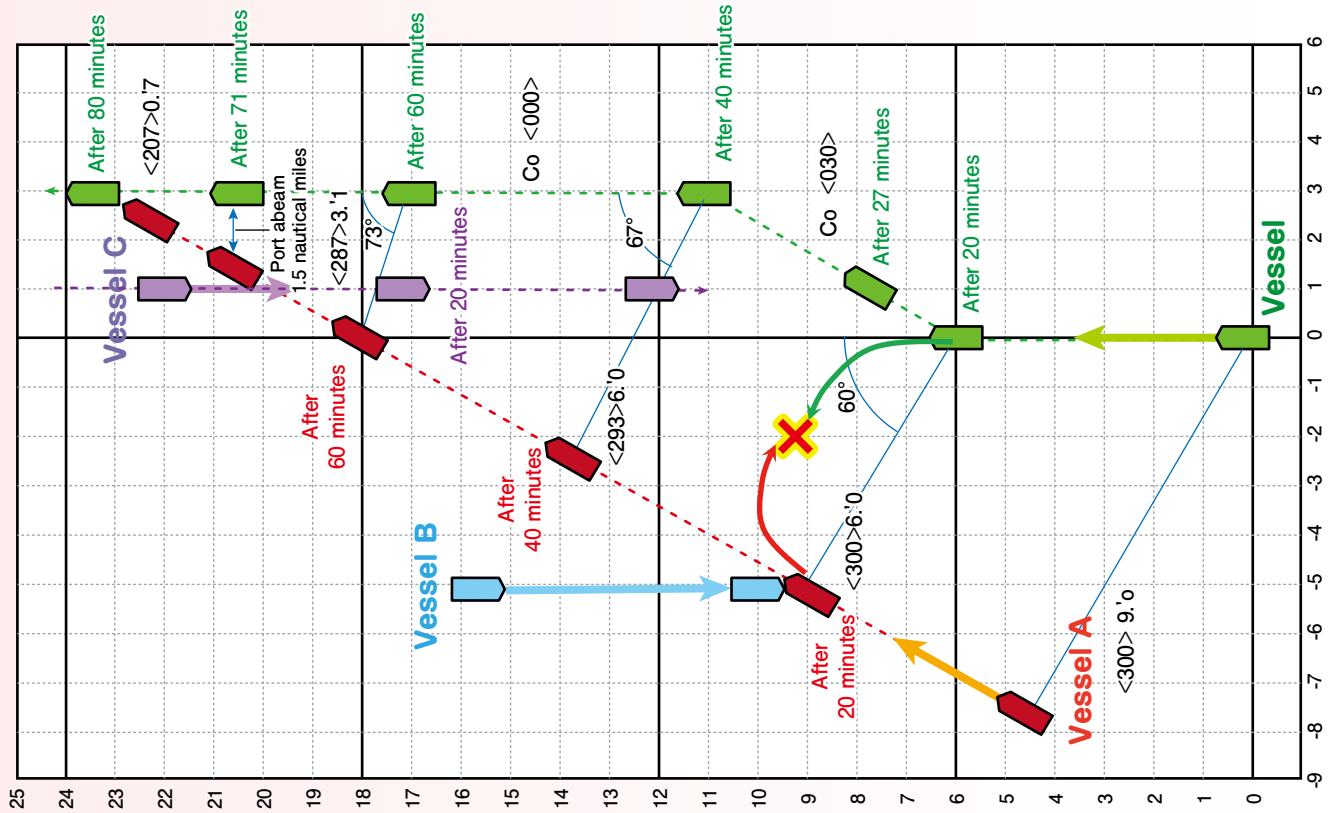 After 80 minutes
<207>0.'7
After 71 minutes
Port abeam
1.5 nautical miles
Vessel C
<287>3.'1
After 60 minutes
73°
Co <000>
After 20 minutes
After
60 minutes
67°
After 40 minutes
<293>6.'0
After
40 minutes
Co <030>
After 27 minutes
Vessel B
60°
After 20 minutes
<300>6.'0
After
20 minutes
Vessel A
<300> 9.'o
Vessel
25
24
23
22
21
20
19
18
17
16
15
14
13
12
11
10
9
8
7
6
5
4
3
2
1
0
-9
-8
-7
-6
-5
-4
-3
-2
-1
0
1
2
3
4
5
6